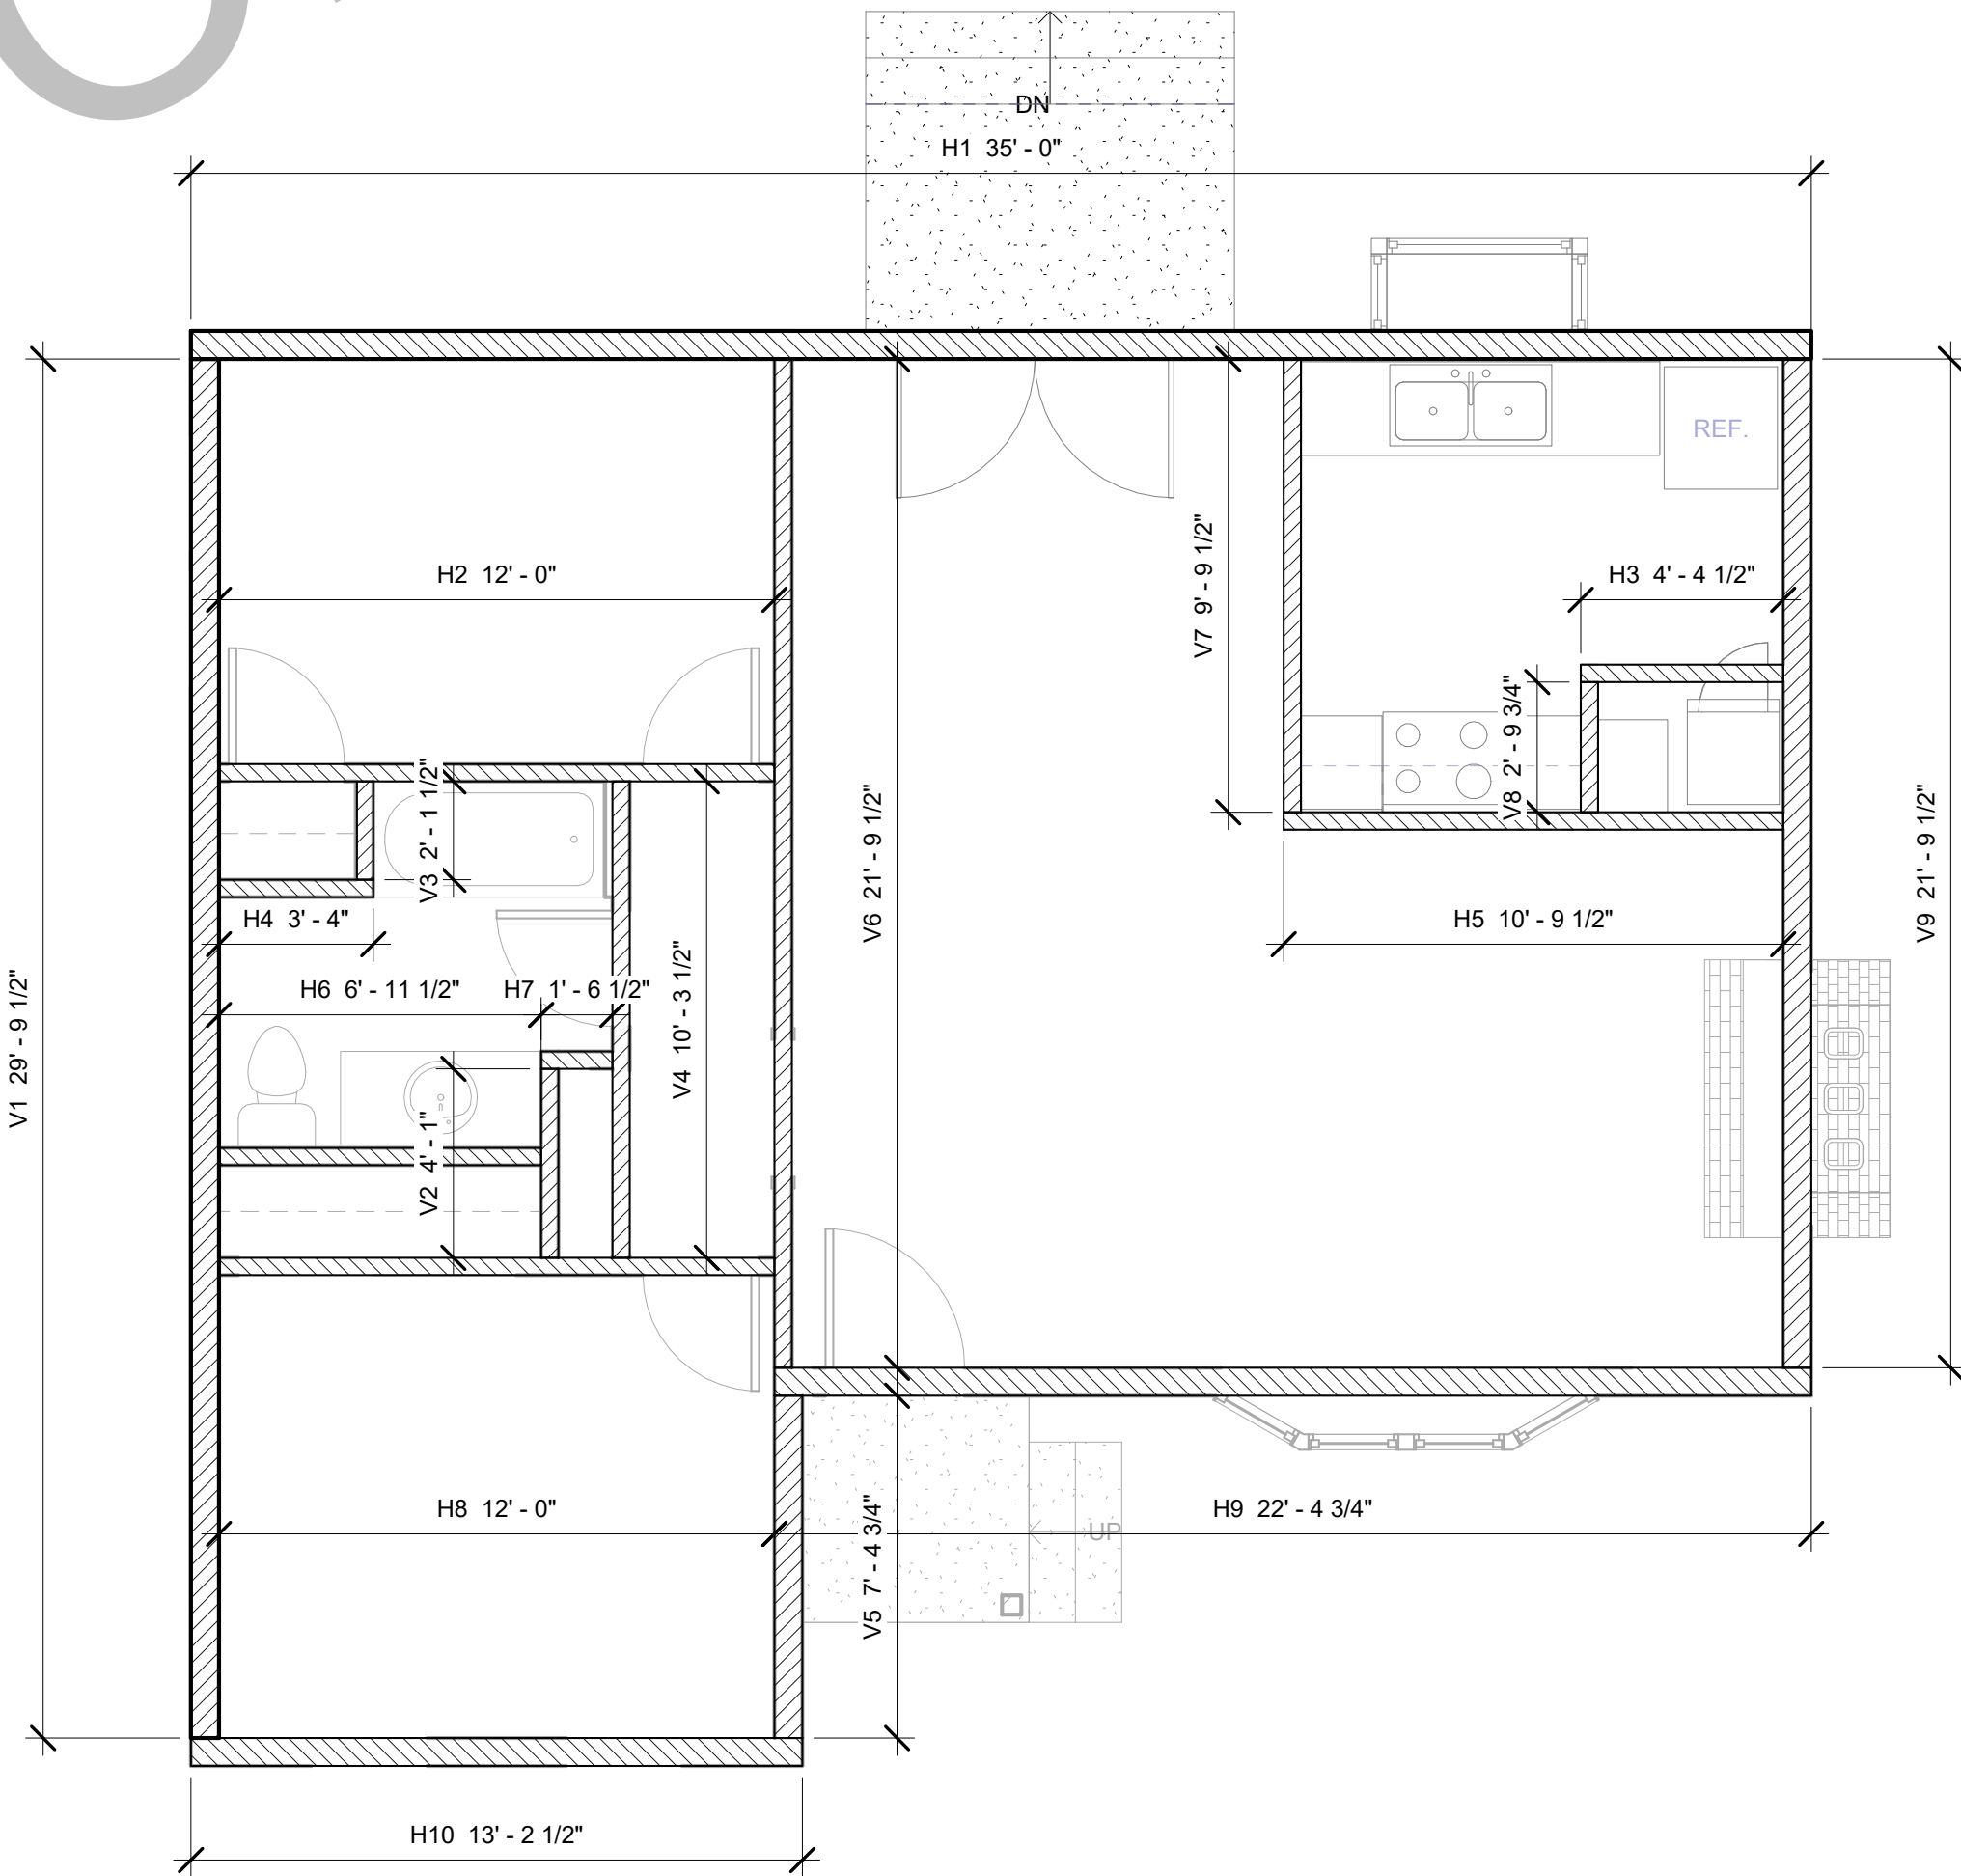 DN
H1 35' - 0"
REF.
H2 12' - 0"
H3 4' - 4 1/2"
V7 9' - 9 1/2"
V8 2' - 9 3/4"
V3 2' - 1 1/2"
V6 21' - 9 1/2"
V9 21' - 9 1/2"
H4 3' - 4"
H5 10' - 9 1/2"
H6 6' - 11 1/2"
H7 1' - 6 1/2"
V4 10' - 3 1/2"
V1 29' - 9 1/2"
V2 4' - 1"
H8 12' - 0"
V5 7' - 4 3/4"
H9 22' - 4 3/4"
UP
H10 13' - 2 1/2"